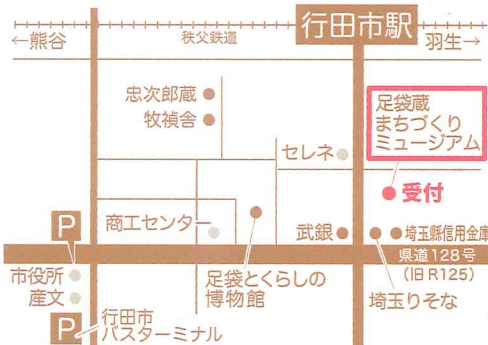 行田市駅
←熊谷
秩父鉄道
羽生→
忠次郎蔵
牧禎舎
足袋蔵
まちづくり
ミュージアム
セレネ
受付
P
商工センター
武銀
埼玉縣信用金庫
県道128号
(旧R125)
市役所
産文
足袋とくらしの
博物館
埼玉りそな
P
行田市
バスターミナル